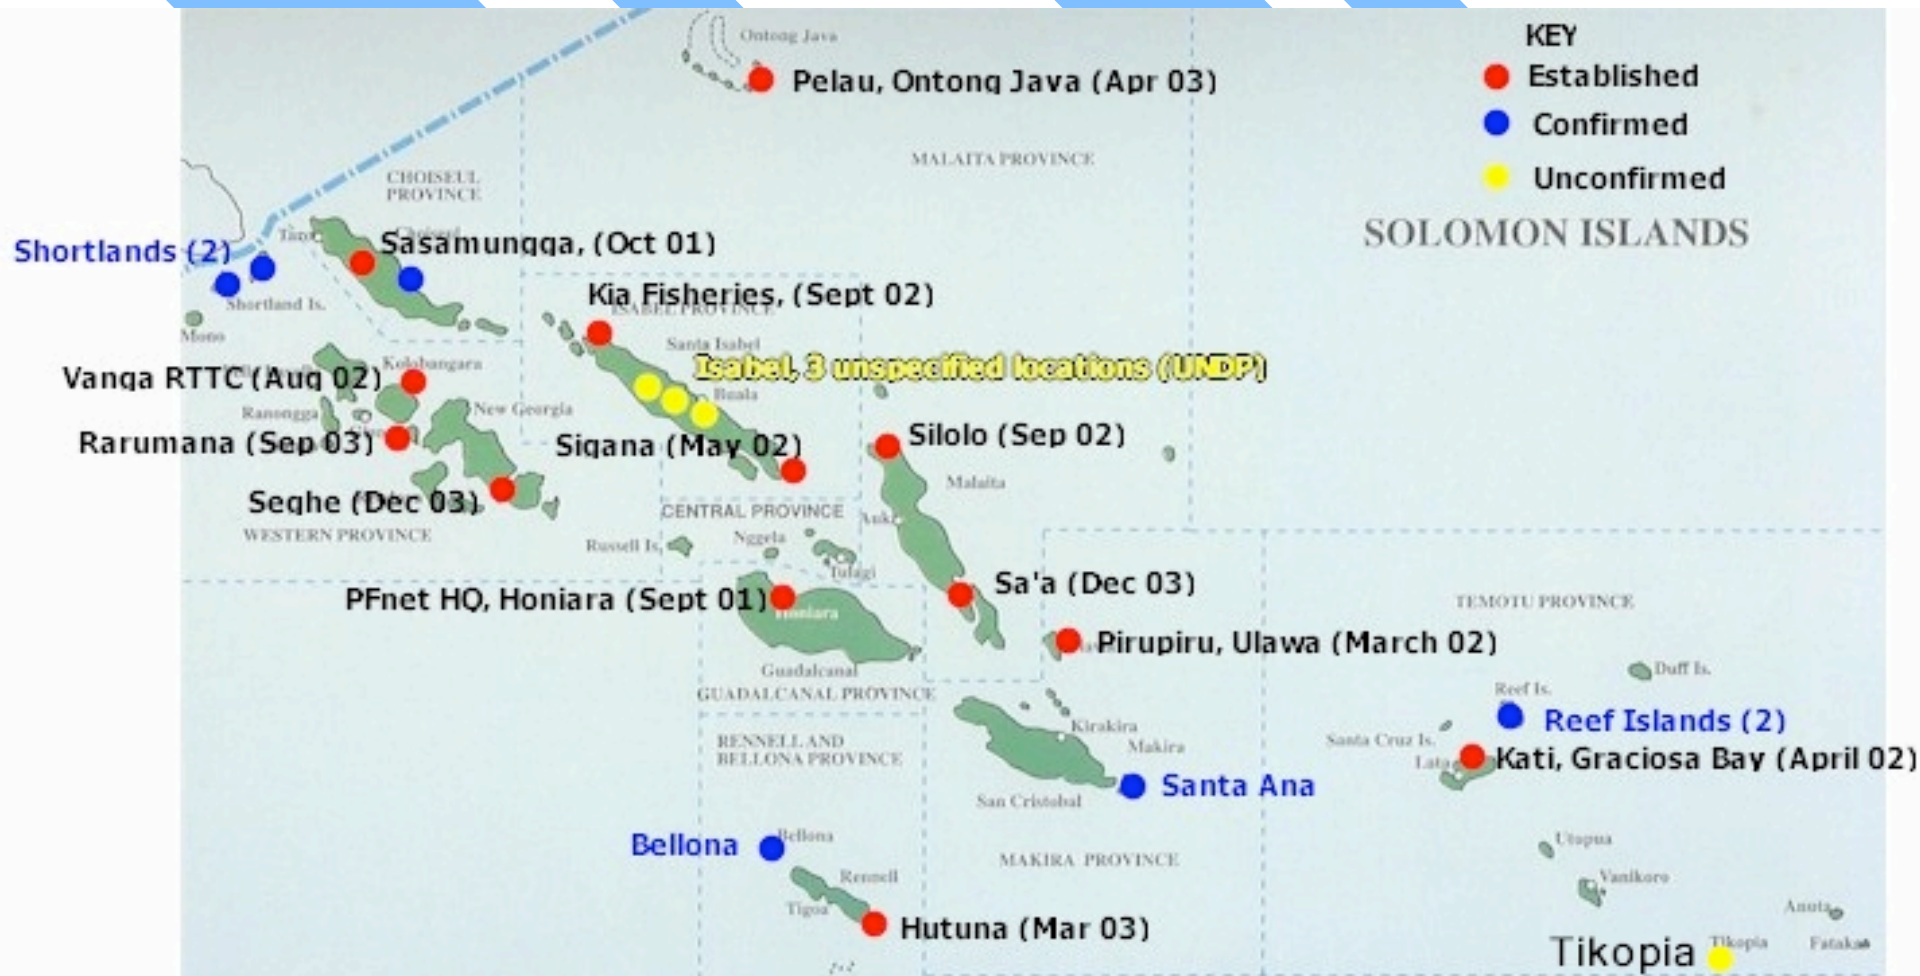 Ontong Java
KEY
Pelau, Ontong Java (Apr 03)
Established
Confirmed
MALAITA PROVINCE
Unconfirmed
CHOISEUL
PROVINCE
SOLOMON ISLANDS
Shortlands (2)
Sasamungga, (Oct 01)
Kia Fisheries, (Sept 02)
Shortland Is.
ISABEL PROVINCE
Mono
Santa Isabel
Kolobangara
Isabel, 3 unspecified locations (UNDP)
Vanga RTTC (Aug 02)
Buala
Ranongga
New Georgia
Rarumana (Sep 03)
Sigana (May 02)
Silolo (Sep 02)
Malaita
Seghe (Dec 03)
CENTRAL PROVINCE
Auki
WESTERN PROVINCE
Nggela
Russell Is.
Tulagi
PFnet HQ, Honiara (Sept 01)
Honiara
Sa'a (Dec 03)
TEMOTU PROVINCE
Pirupiru, Ulawa (March 02)
Guadalcanal
GUADALCANAL PROVINCE
Duff Is.
Reef Is.
Reef Islands (2)
Kirakira
Makira
RENNELL AND
BELLONA PROVINCE
Santa Cruz Is.
Lata
Kati, Graciosa Bay (April 02)
Santa Ana
San Cristobal
Bellona
Bellona
Utopua
MAKIRA PROVINCE
Rennell
Vanikoro
Tigoa
Anuta
Hutuna (Mar 03)
Tikopia
Tikopia
Fataka